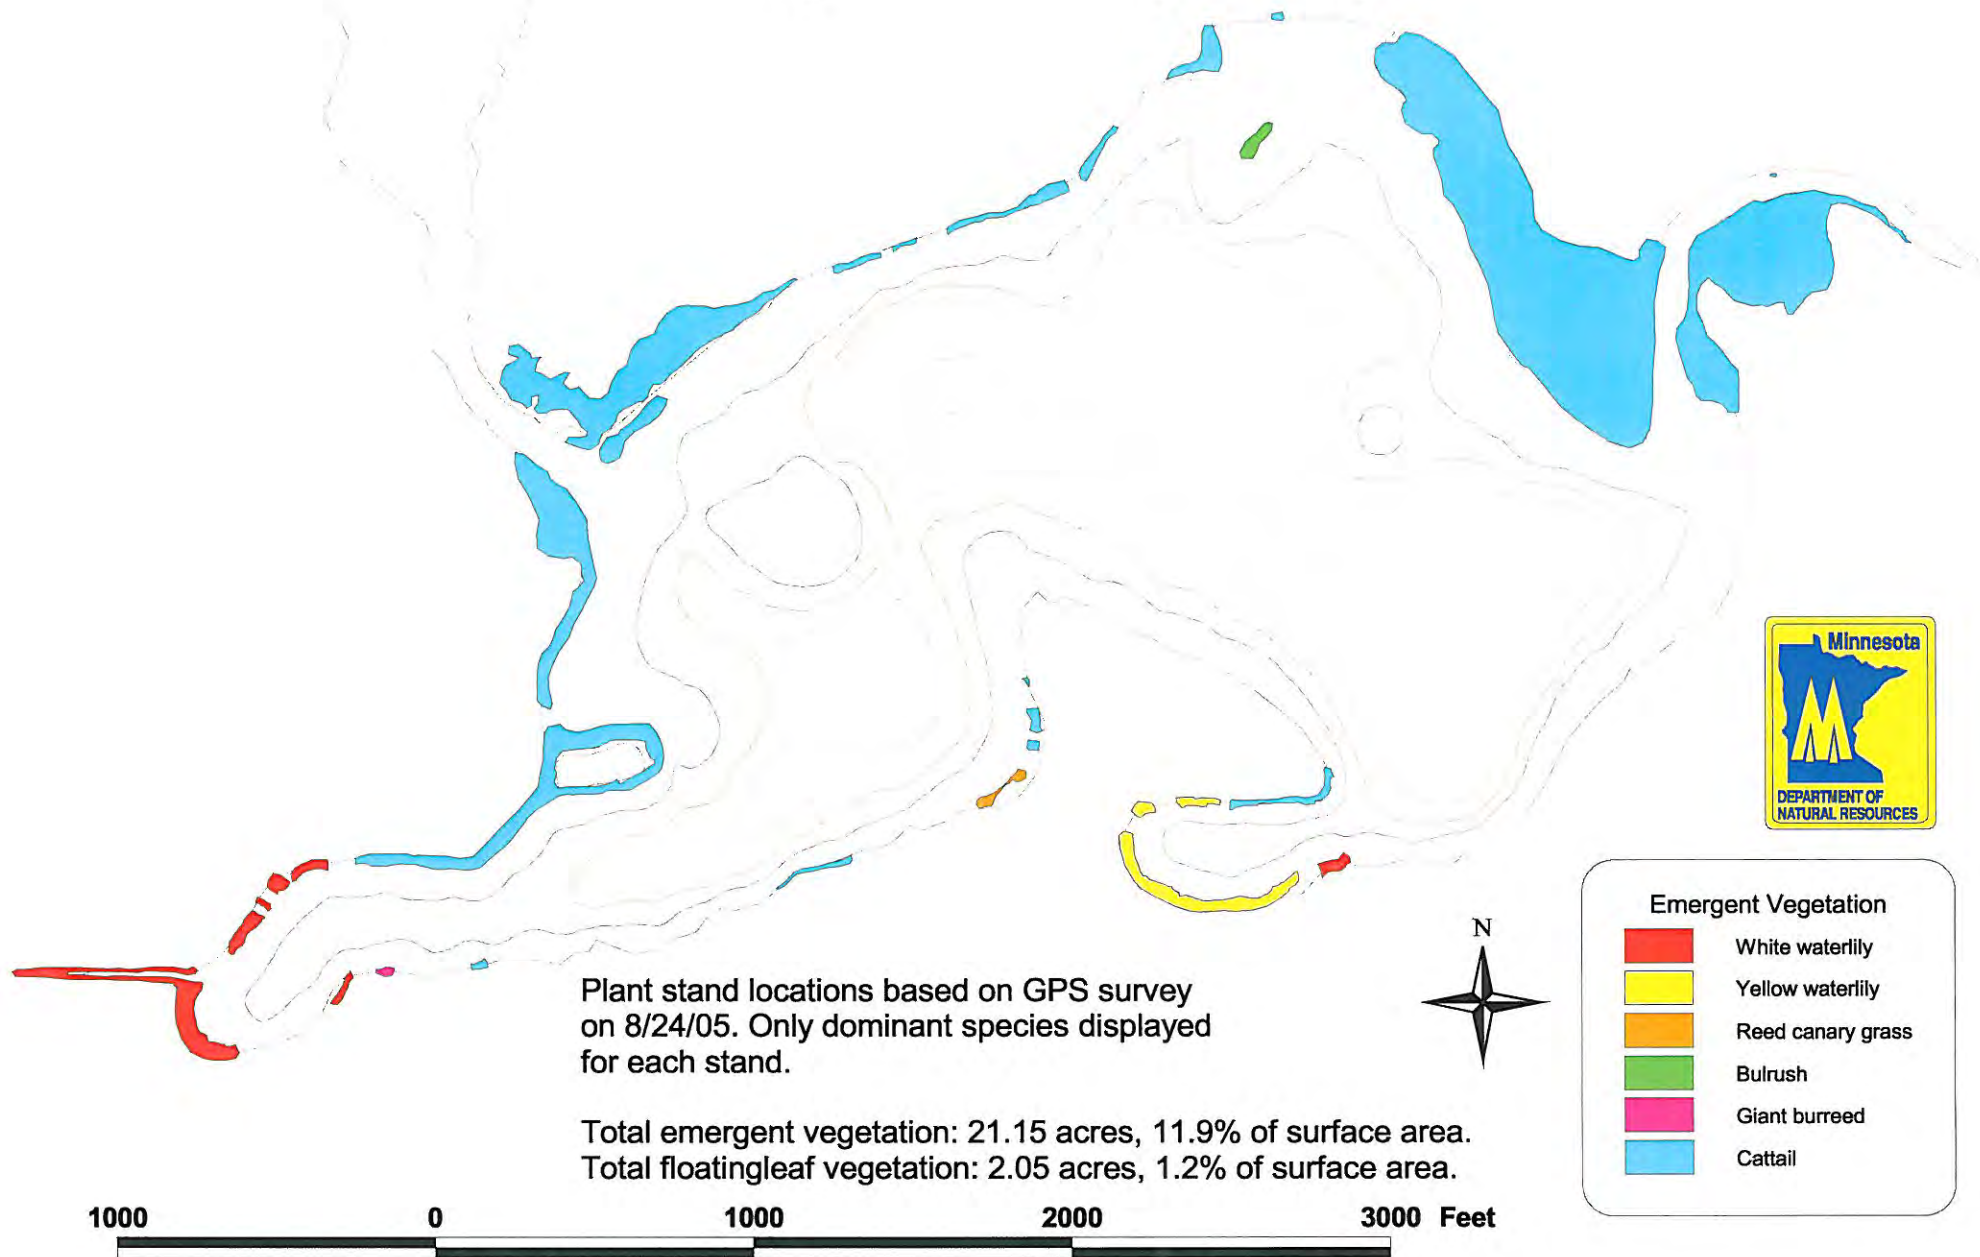 Minnesota
DEPARTMENT OF
NATURAL RESOURCES
Emergent Vegetation
White waterlily
Yellow waterlily
Reed canary grass
Bulrush
Giant burreed
Cattail
N
Plant stand locations based on GPS survey
on 8/24/05. Only dominant species displayed
for each stand.
Total emergent vegetation: 21.15 acres, 11.9% of surface area.
Total floatingleaf vegetation: 2.05 acres, 1.2% of surface area.
1000 0 1000 2000 3000 Feet